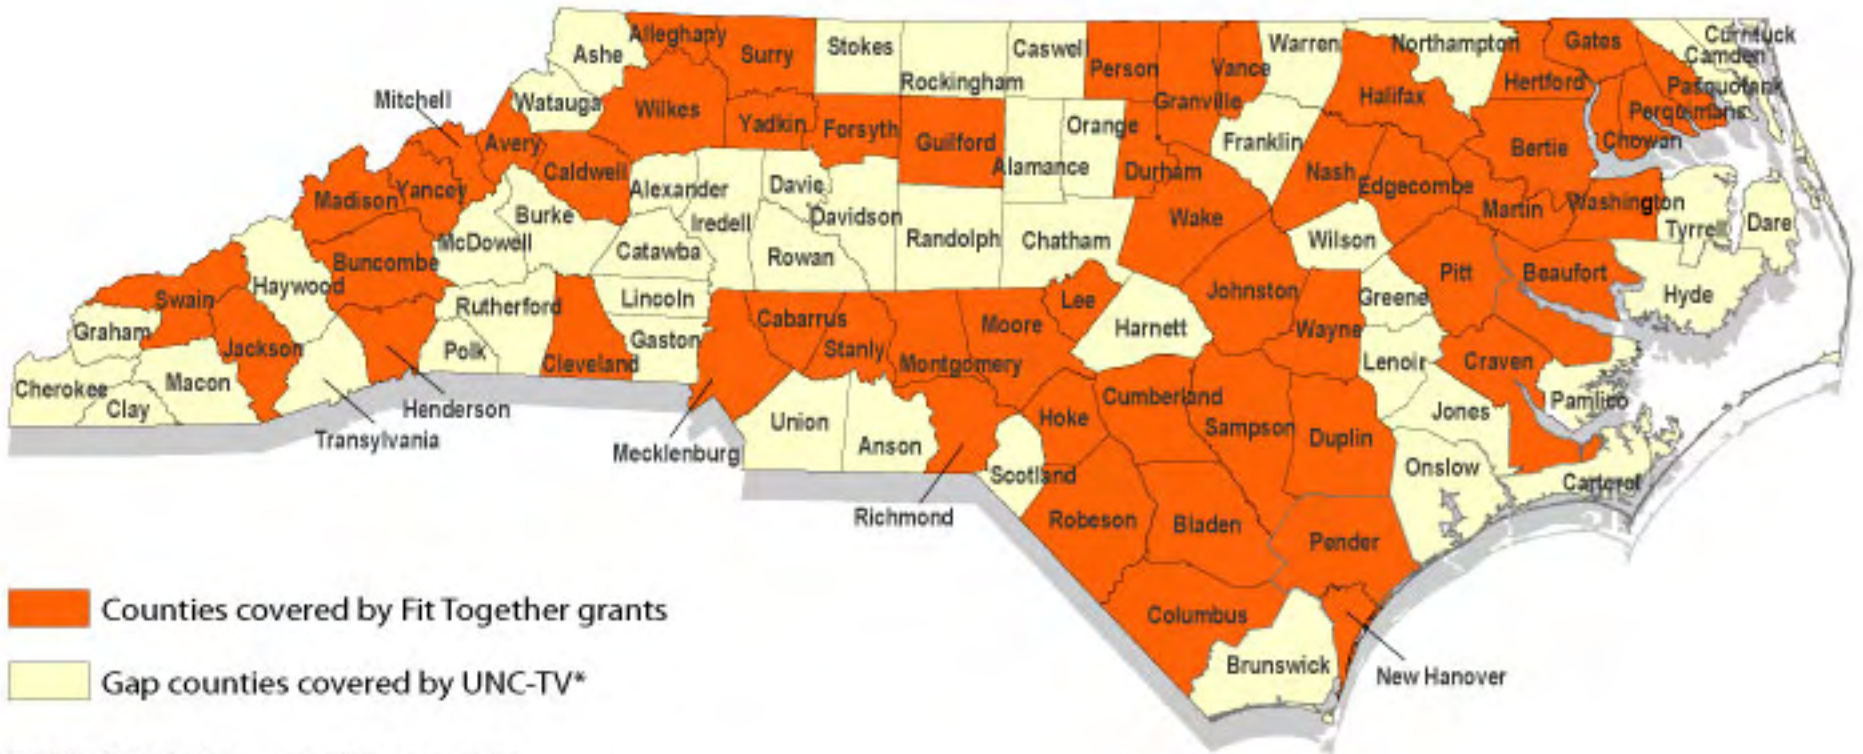 Ashe
Alleghany
Surry
Stokes
Rockingham
Caswell
Person
Granville
Vance
Warren
Northampton
Halifax
Hertford
Gates
Currituck
Camden
Pasquotank
Perquimans
Chowan
Mitchell
Watauga
Wilkes
Yadkin
Forsyth
Guilford
Alamance
Orange
Durham
Franklin
Nash
Edgecombe
Bertie
Martin
Washington
Tyrrell
Dare
Avery
Caldwell
Alexander
Davie
Iredell
Davidson
Randolph
Chatham
Wake
Wilson
Pitt
Beaufort
Hyde
Madison
Yancey
McDowell
Burke
Catawba
Rowan
Buncombe
Haywood
Swain
Graham
Jackson
Rutherford
Lincoln
Gaston
Cabarrus
Stanly
Montgomery
Moore
Lee
Harnett
Johnston
Wayne
Greene
Lenoir
Craven
Pamlico
Jones
Cherokee
Clay
Macon
Transylvania
Henderson
Polk
Cleveland
Mecklenburg
Union
Anson
Richmond
Scotland
Hoke
Cumberland
Sampson
Duplin
Onslow
Carteret
Robeson
Bladen
Pender
Columbus
Brunswick
New Hanover
Counties covered by Fit Together grants
Gap counties covered by UNC-TV*